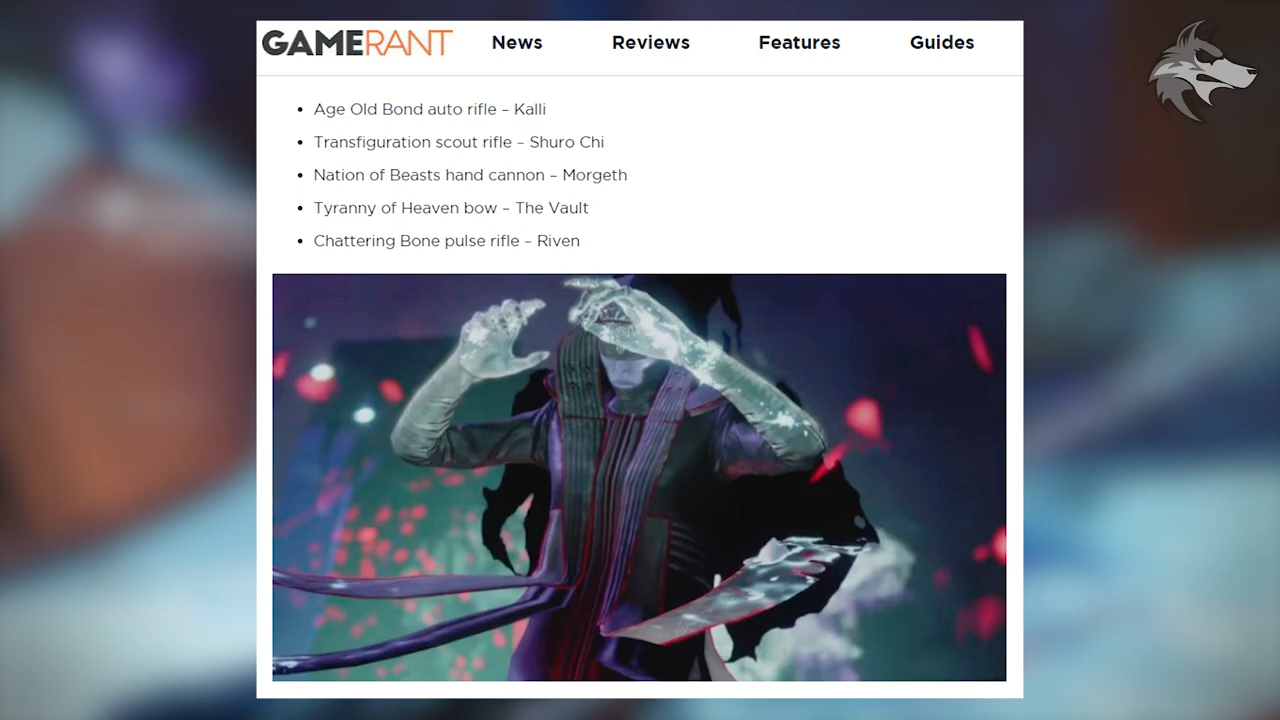 GAMERANT News Reviews Features Guides
Age Old Bond auto rifle – Kalli
Transfiguration scout rifle – Shuro Chi
Nation of Beasts hand cannon – Morgeth
Tyranny of Heaven bow – The Vault
Chattering Bone pulse rifle – Riven